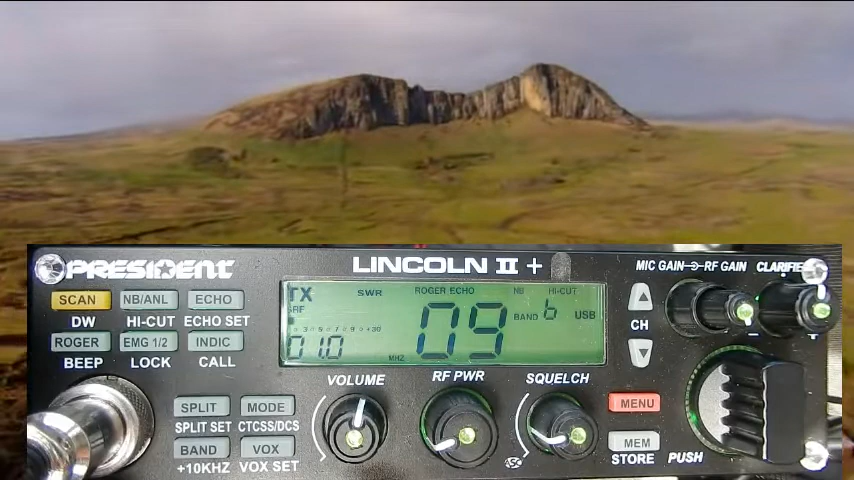 PRESIDENT
LINCOLN II +
MIC GAIN RF GAIN CLARIFIER
SCAN NB/ANL ECHO
DW HI-CUT ECHO SET
ROGER EMG 1/2 INDIC
BEEP LOCK CALL
TX SWR ROGER ECHO NB HI-CUT
09 BAND b USB
010 MHZ
CH
VOLUME RF PWR SQUELCH
SPLIT MODE
SPLIT SET CTCSS/DCS
BAND VOX
+10KHZ VOX SET
ASC
MENU
MEM
STORE PUSH
- +